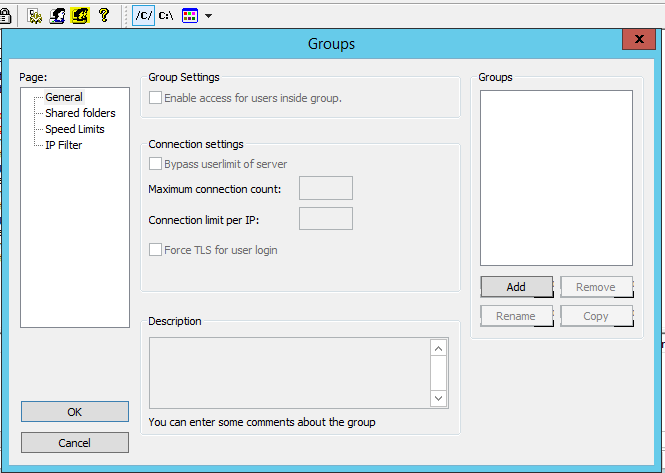 ? /C/ C:\
Groups
x
Page:
General
Shared folders
Speed Limits
IP Filter
Group Settings
Enable access for users inside group.
Connection settings
Bypass userlimit of server
Maximum connection count:
Connection limit per IP:
Force TLS for user login
Description
You can enter some comments about the group
Groups
Add
Remove
Rename
Copy
OK
Cancel